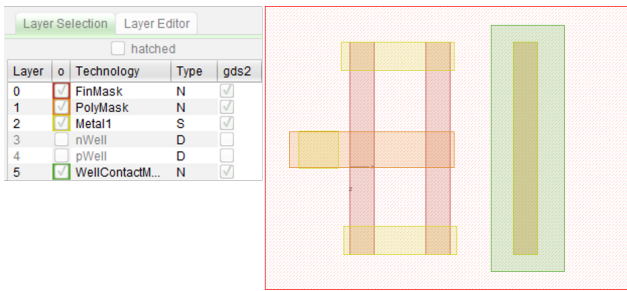 Layer Selection Layer Editor
hatched
Layer o Technology Type gds2
0 FinMask N
1 PolyMask N
2 Metal1 S
3 nWell D
4 pWell D
5 WellContactM... N